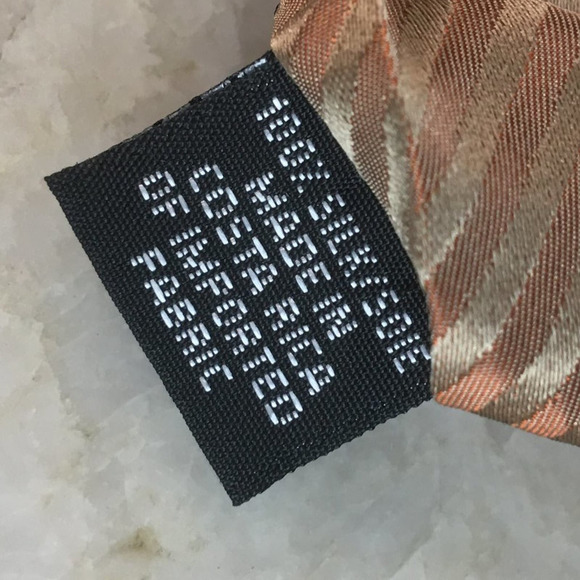 100% SILK/SOIE
MADE IN
COSTA RICA
OF IMPORTED
FABRIC